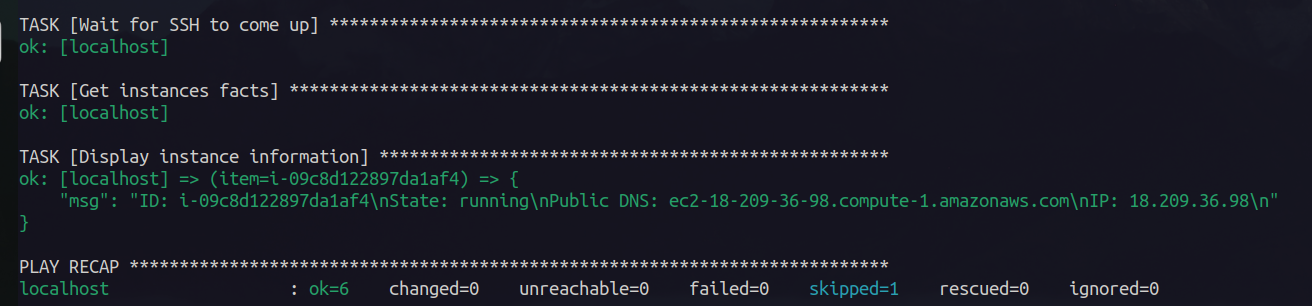 TASK [Wait for SSH to come up] ********************************************************
ok: [localhost]
TASK [Get instances facts] ************************************************************
ok: [localhost]
TASK [Display instance information] ***************************************************
ok: [localhost] => (item=i-09c8d122897da1af4) => {
    "msg": "ID: i-09c8d122897da1af4\nState: running\nPublic DNS: ec2-18-209-36-98.compute-1.amazonaws.com\nIP: 18.209.36.98\n"
}
PLAY RECAP ****************************************************************************
localhost                  : ok=6    changed=0    unreachable=0    failed=0    skipped=1    rescued=0    ignored=0